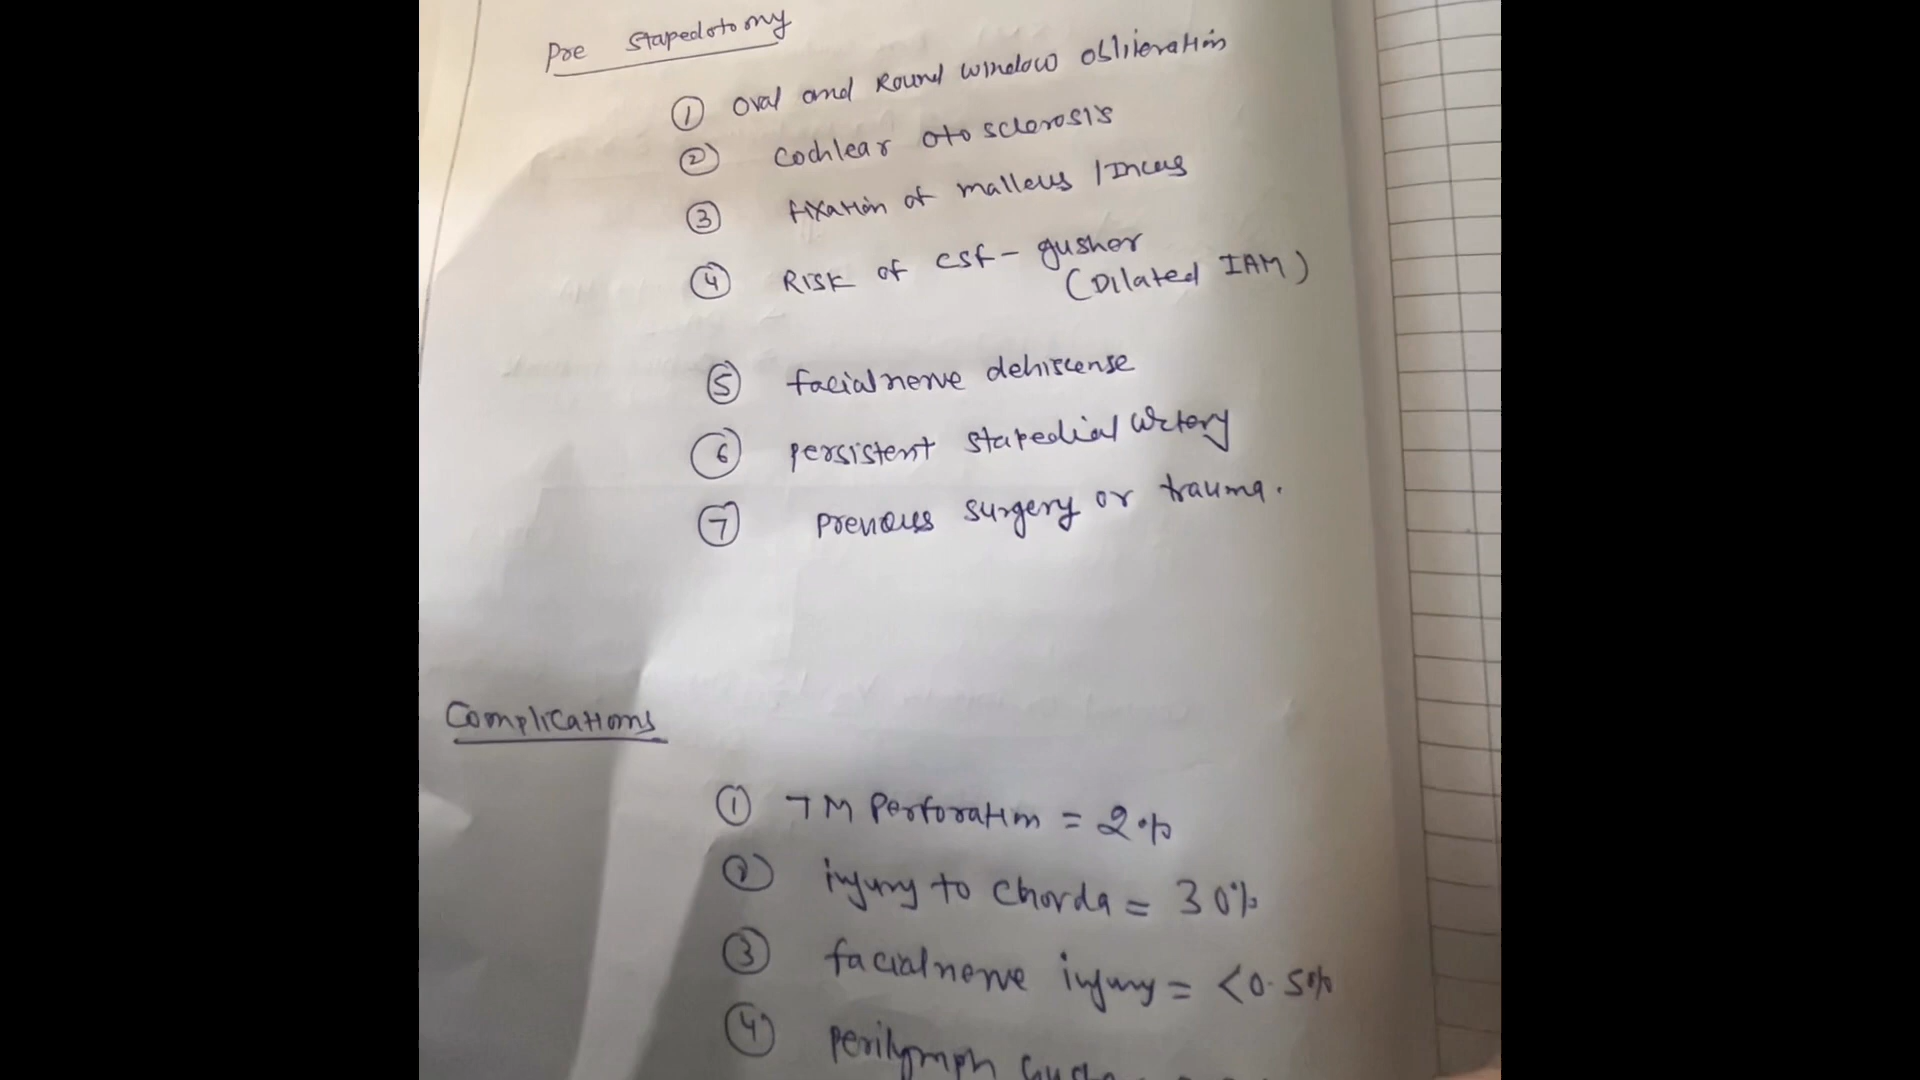 Pre Stapedotomy
① Oval and Round window obliteration
② Cochlear otosclerosis
③ fixation of malleus / Incus
④ Risk of csf - gusher
(Dilated IAM)
⑤ facial nerve dehiscense
⑥ persistent stapedial artery
⑦ previous surgery or trauma.
Complications
① TM Perforation = 2%
② injury to chorda = 30%
③ facial nerve injury = <0.5%
④ perilymph